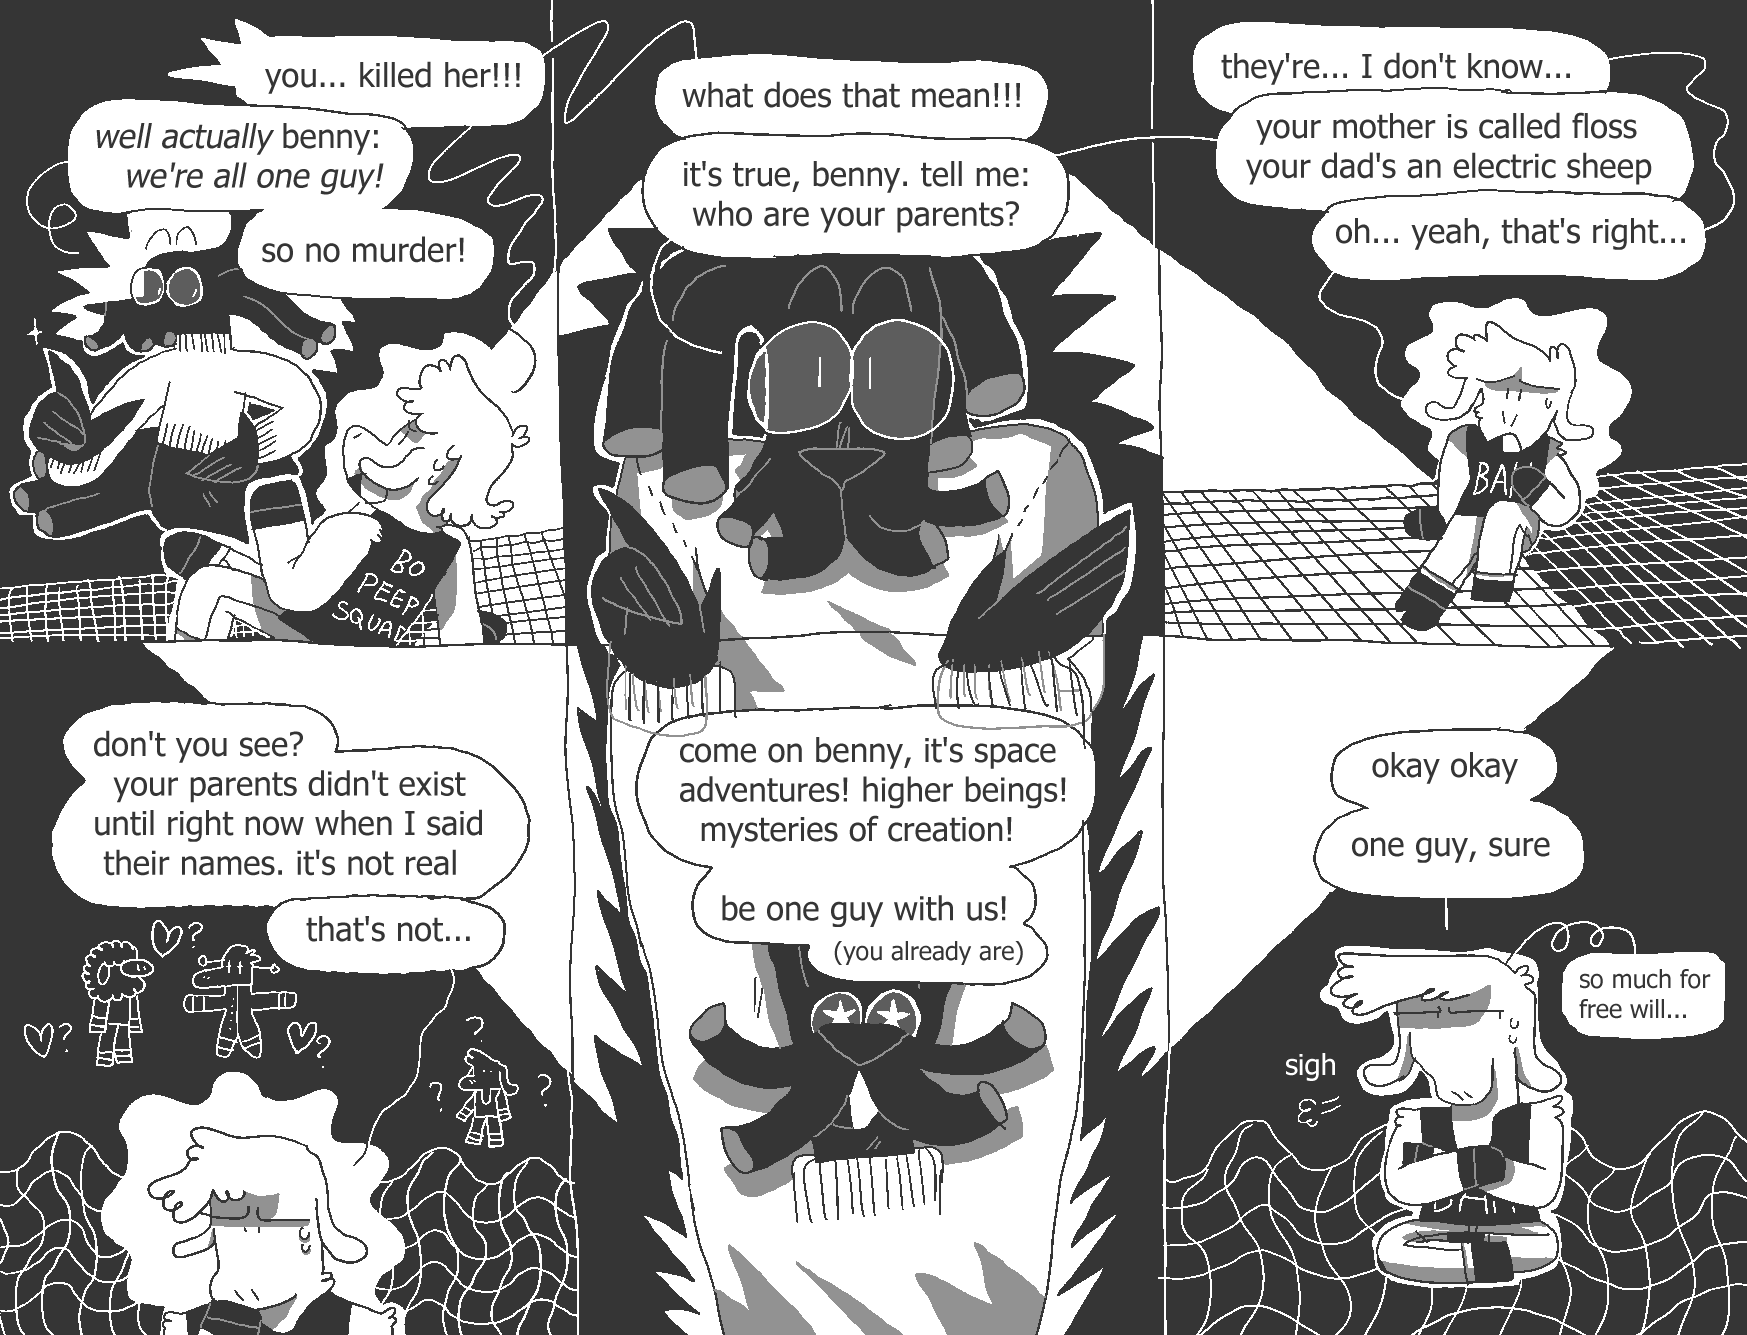 you... killed her!!!
well actually benny:
we're all one guy!
so no murder!
BO
PEEP
SQUAD
what does that mean!!!
it's true, benny. tell me:
who are your parents?
they're... I don't know...
your mother is called floss
your dad's an electric sheep
oh... yeah, that's right...
BA
don't you see?
your parents didn't exist
until right now when I said
their names. it's not real
that's not...
?
?
?
?
?
?
come on benny, it's space
adventures! higher beings!
mysteries of creation!
be one guy with us!
(you already are)
okay okay
one guy, sure
so much for
free will...
sigh